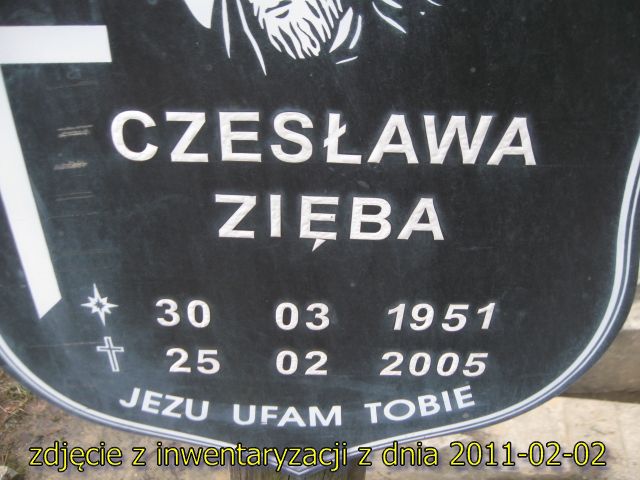 CZESŁAWA
ZIĘBA
30 03 1951
25 02 2005
JEZU UFAM TOBIE
zdjęcie z inwentaryzacji z dnia 2011-02-02